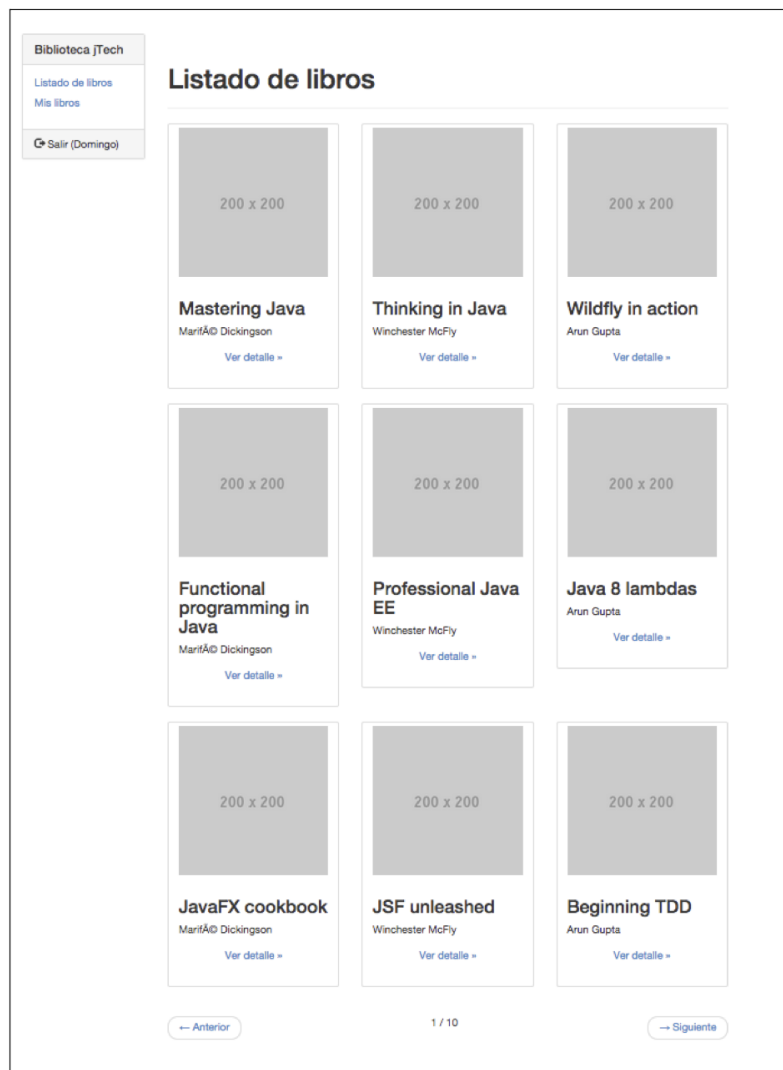 Biblioteca jTech
Listado de libros
Mis libros
Salir (Domingo)
Listado de libros
200 x 200
200 x 200
200 x 200
Mastering Java
MarifÃ© Dickingson
Ver detalle »
Thinking in Java
Winchester McFly
Ver detalle »
Wildfly in action
Arun Gupta
Ver detalle »
200 x 200
200 x 200
200 x 200
Functional
programming in
Java
MarifÃ© Dickingson
Ver detalle »
Professional Java
EE
Winchester McFly
Ver detalle »
Java 8 lambdas
Arun Gupta
Ver detalle »
200 x 200
200 x 200
200 x 200
JavaFX cookbook
MarifÃ© Dickingson
Ver detalle »
JSF unleashed
Winchester McFly
Ver detalle »
Beginning TDD
Arun Gupta
Ver detalle »
← Anterior
1 / 10
→ Siguiente